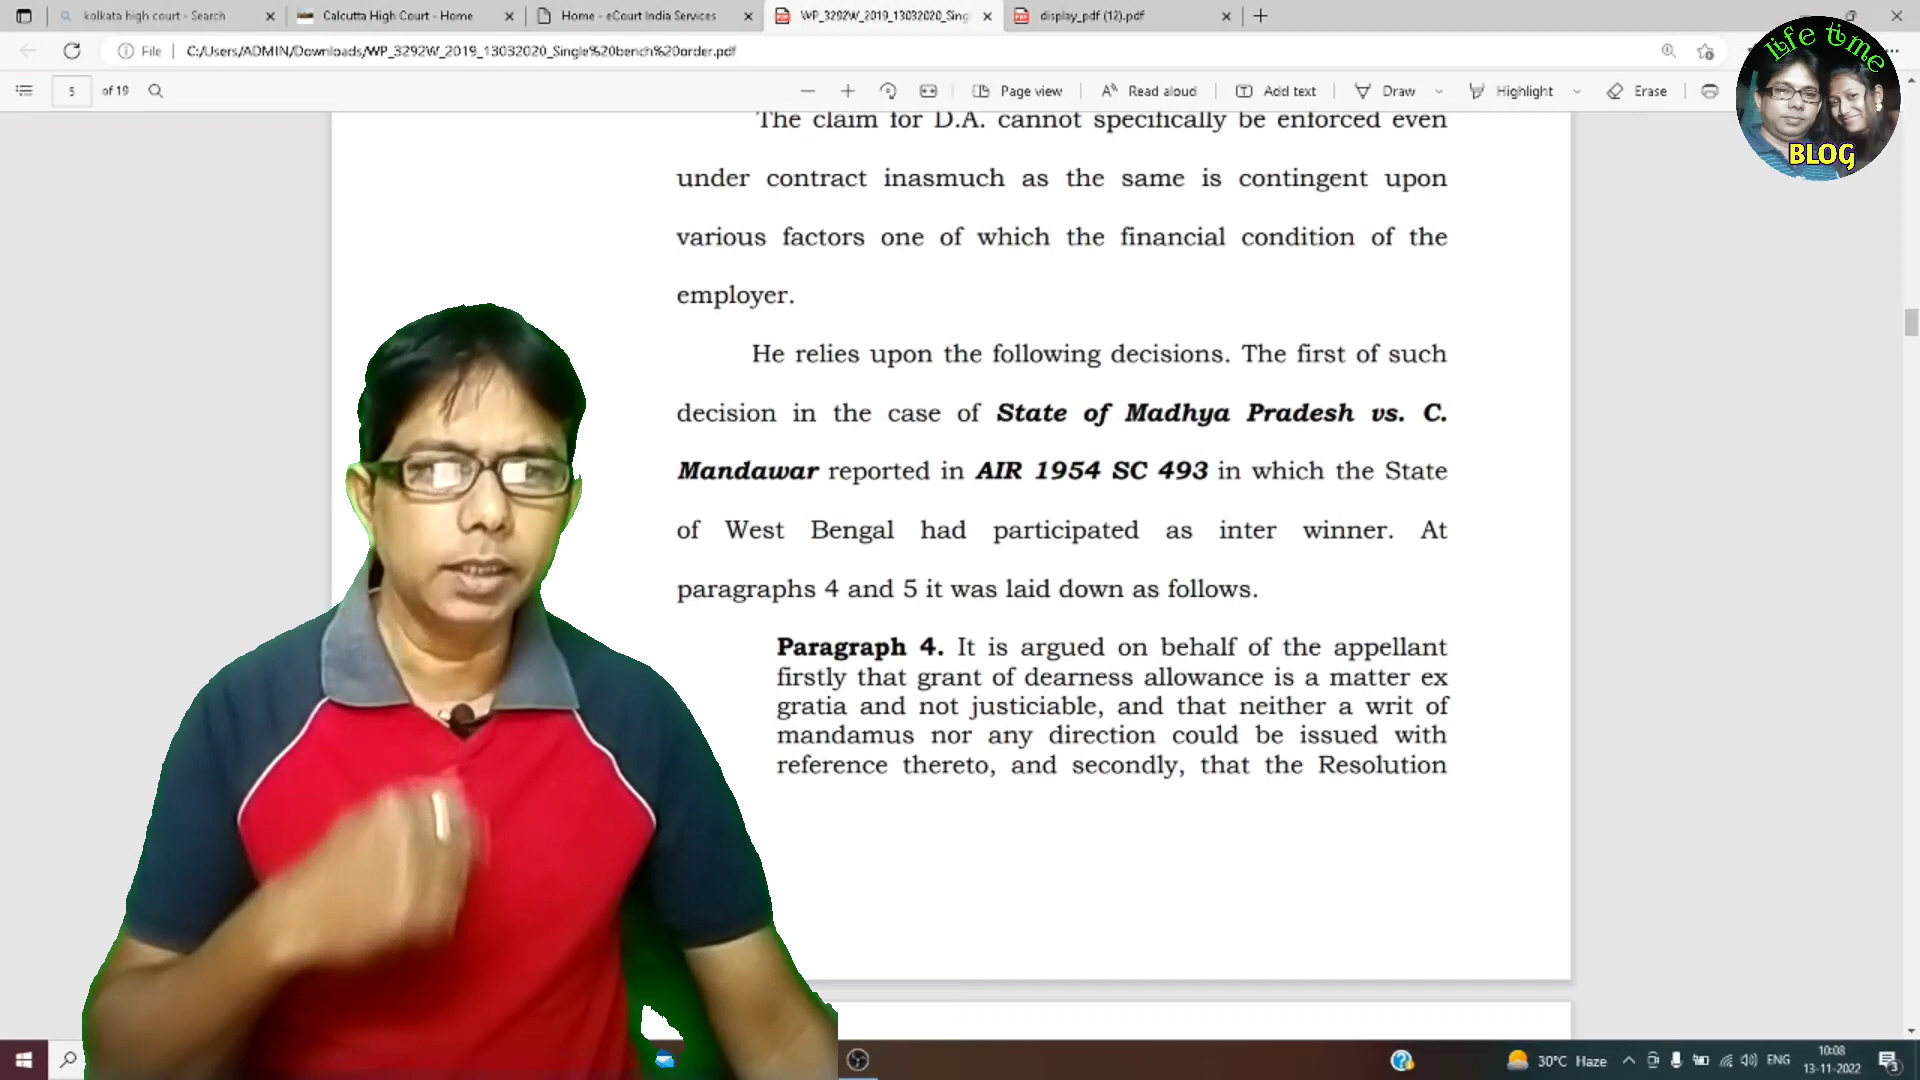 kolkata high court - Search
Calcutta High Court - Home
Home - eCourt India Services
WP_3292W_2019_13032020_Sing
display_pdf (12).pdf
File
C:/Users/ADMIN/Downloads/WP_3292W_2019_13032020_Single%20bench%20order.pdf
5 of 19
Page view
Read aloud
Add text
Draw
Highlight
Erase
Life time
BLOG
The claim for D.A. cannot specifically be enforced even
under contract inasmuch as the same is contingent upon
various factors one of which the financial condition of the
employer.
He relies upon the following decisions. The first of such
decision in the case of State of Madhya Pradesh vs. C.
Mandawar reported in AIR 1954 SC 493 in which the State
of West Bengal had participated as inter winner. At
paragraphs 4 and 5 it was laid down as follows.
Paragraph 4. It is argued on behalf of the appellant
firstly that grant of dearness allowance is a matter ex
gratia and not justiciable, and that neither a writ of
mandamus nor any direction could be issued with
reference thereto, and secondly, that the Resolution
30°C Haze
ENG
10:08
13-11-2022
3